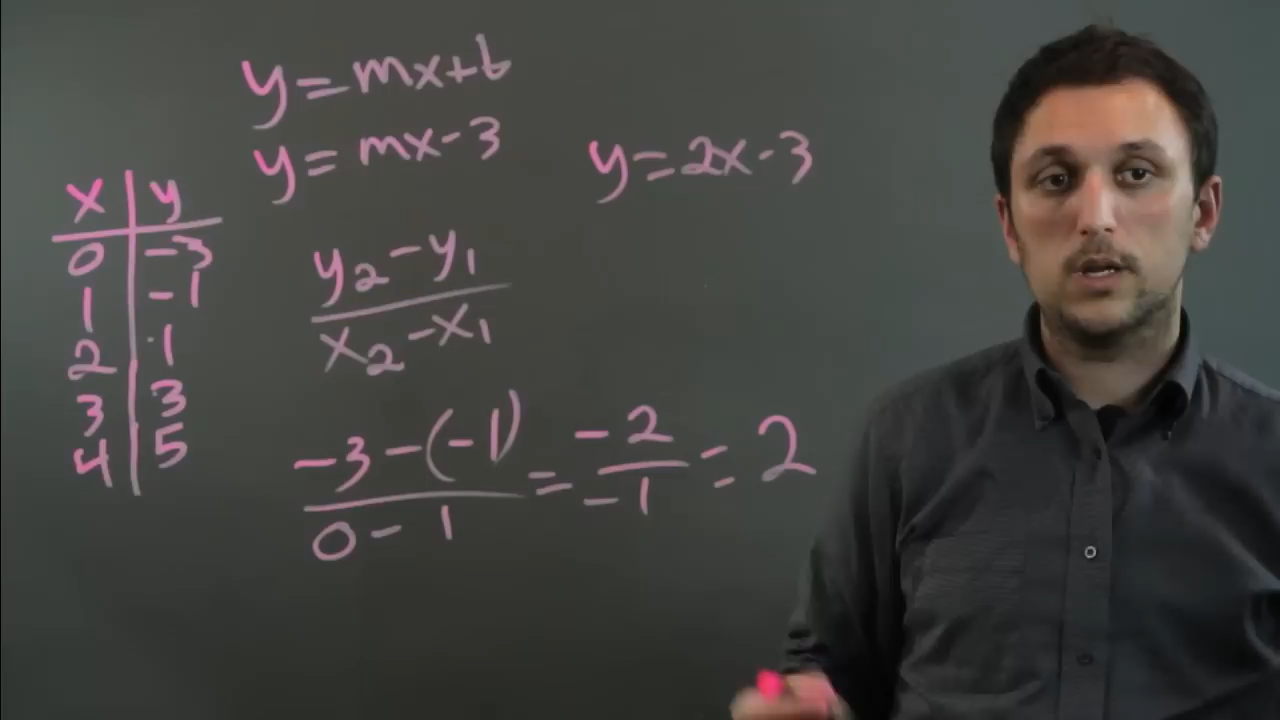 y=mx+b
y=mx-3
y=2x-3
x y
0 -3
1 -1
2 1
3 3
4 5
y₂-y₁
x₂-x₁
-3-(-1) = -2 = 2
0-1 -1